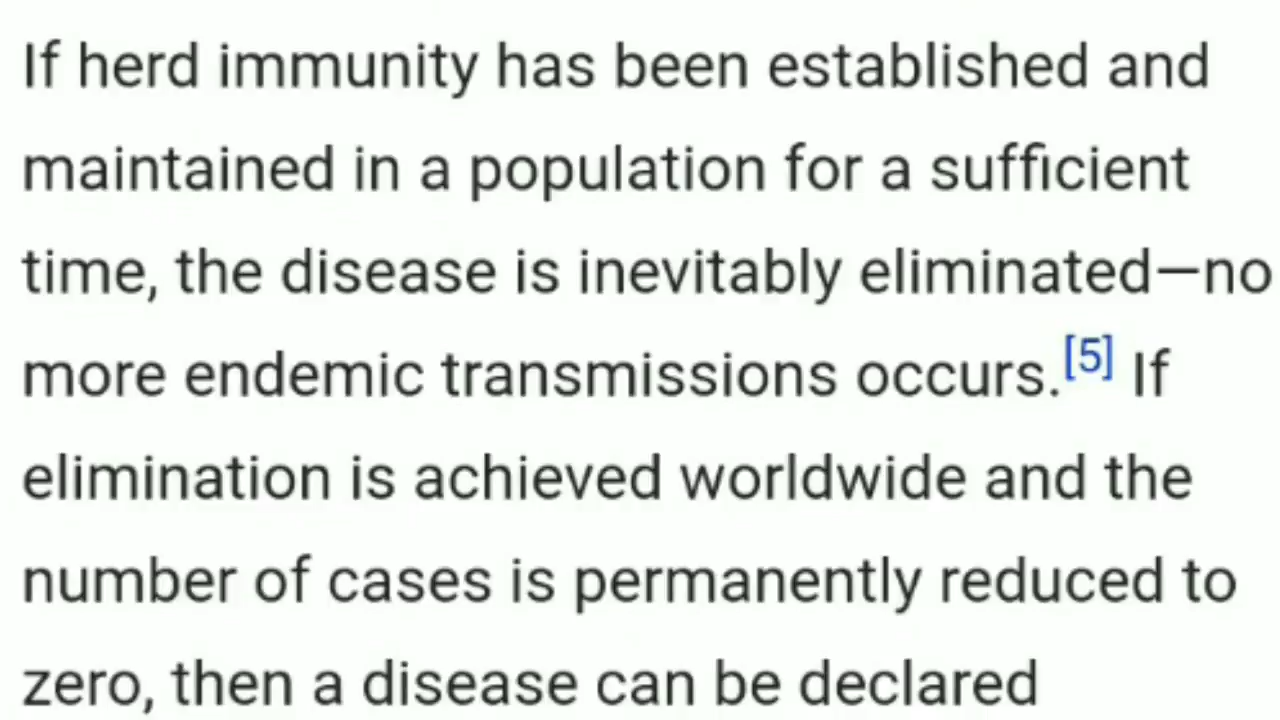 If herd immunity has been established and
maintained in a population for a sufficient
time, the disease is inevitably eliminated—no
more endemic transmissions occurs.[5] If
elimination is achieved worldwide and the
number of cases is permanently reduced to
zero, then a disease can be declared